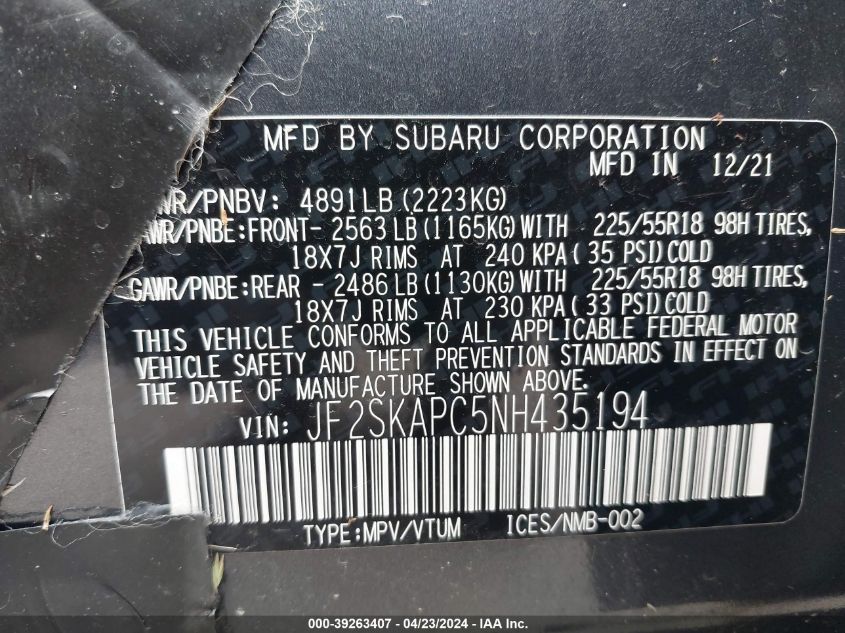 MFD BY SUBARU CORPORATION
MFD IN 12/21
WR/PNBV: 4891LB (2223KG)
AWR/PNBE:FRONT- 2563 LB (1165KG) WITH 225/55R18 98H TIRES,
18X7J RIMS AT 240 KPA ( 35 PSI) COLD
GAWR/PNBE:REAR - 2486 LB (1130KG) WITH 225/55R18 98H TIRES,
18X7J RIMS AT 230 KPA ( 33 PSI) COLD
THIS VEHICLE CONFORMS TO ALL APPLICABLE FEDERAL MOTOR
VEHICLE SAFETY AND THEFT PREVENTION STANDARDS IN EFFECT ON
THE DATE OF MANUFACTURE SHOWN ABOVE.
VIN: JF2SKAPC5NH435194
TYPE:MPV/VTUM ICES/NMB-002
000-39263407 / 04/23/2024 - Copyright IAA, Inc.